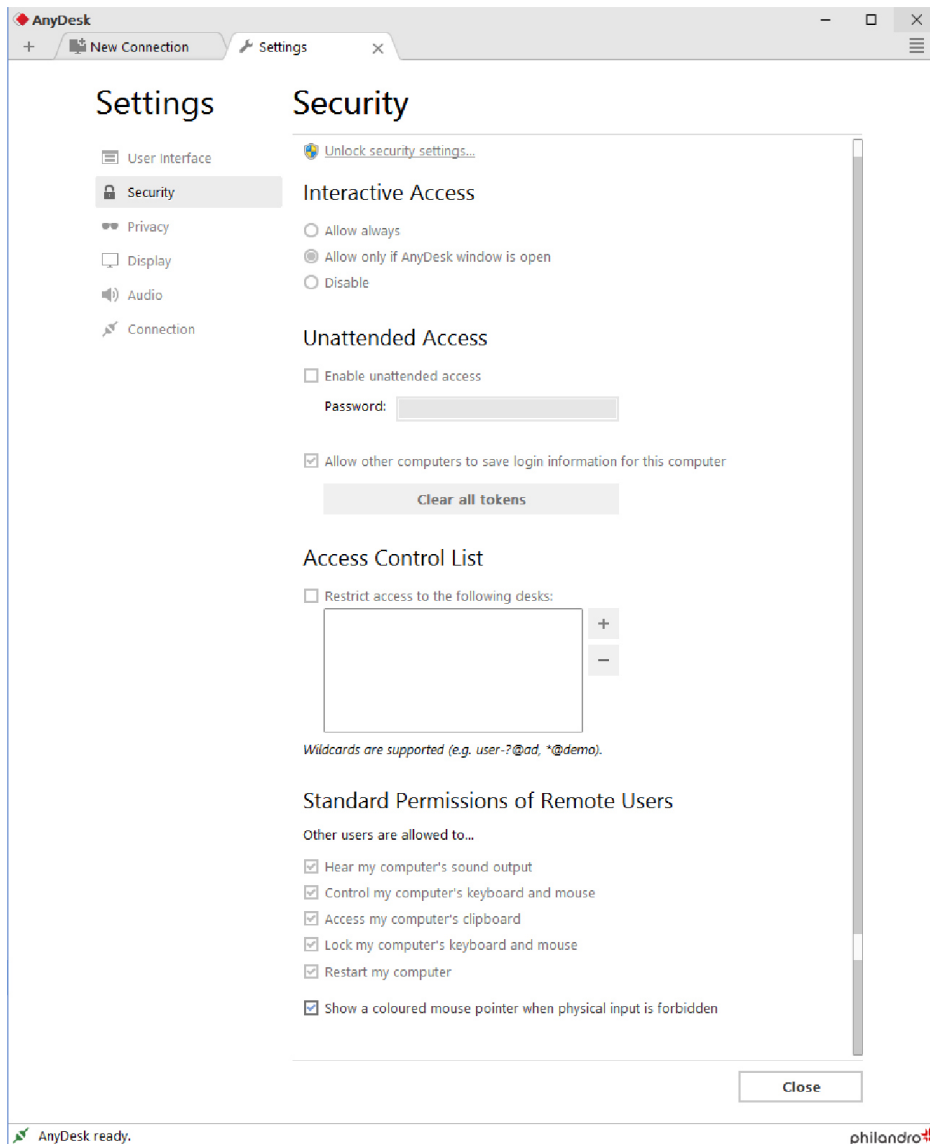 AnyDesk
New Connection
Settings
Settings
Security
User Interface
Security
Privacy
Display
Audio
Connection
Unlock security settings...
Interactive Access
Allow always
Allow only if AnyDesk window is open
Disable
Unattended Access
Enable unattended access
Password:
Allow other computers to save login information for this computer
Clear all tokens
Access Control List
Restrict access to the following desks:
+
−
Wildcards are supported (e.g. user-?@ad, *@demo).
Standard Permissions of Remote Users
Other users are allowed to...
Hear my computer's sound output
Control my computer's keyboard and mouse
Access my computer's clipboard
Lock my computer's keyboard and mouse
Restart my computer
Show a coloured mouse pointer when physical input is forbidden
Close
AnyDesk ready.
philandro